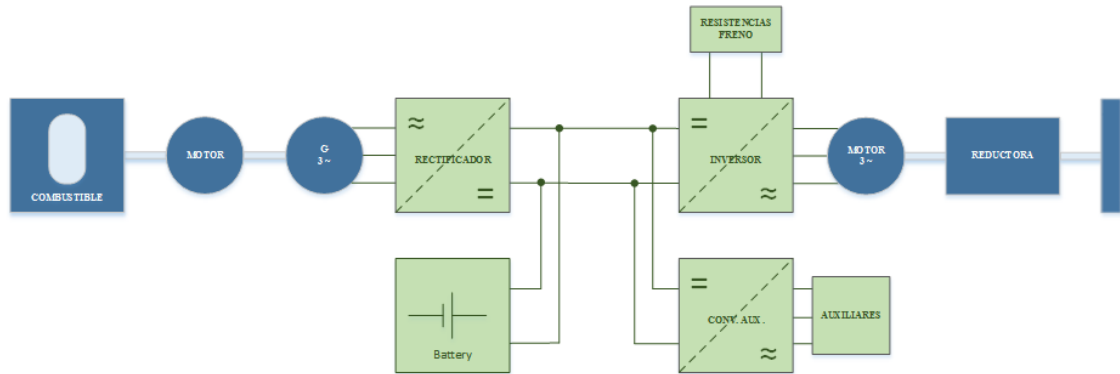 RESISTENCIAS
FRENO
COMBUSTIBLE
MOTOR
G
3 ~
≈
RECTIFICADOR
=
=
INVERSOR
≈
MOTOR
3 ~
REDUCTORA
Battery
=
CONV. AUX.
≈
AUXILIARES